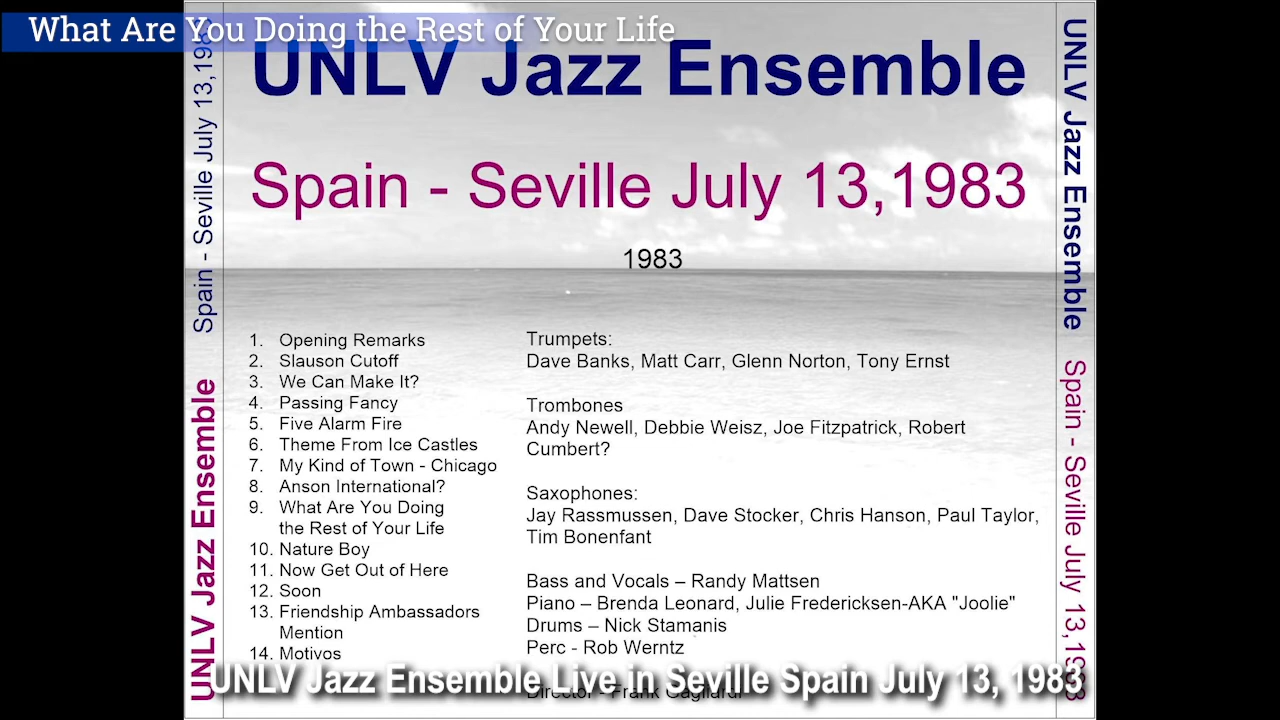 What Are You Doing the Rest of Your Life
UNLV Jazz Ensemble
Spain - Seville July 13,1983
1983
1. Opening Remarks
2. Slauson Cutoff
3. We Can Make It?
4. Passing Fancy
5. Five Alarm Fire
6. Theme From Ice Castles
7. My Kind of Town - Chicago
8. Anson International?
9. What Are You Doing
the Rest of Your Life
10. Nature Boy
11. Now Get Out of Here
12. Soon
13. Friendship Ambassadors
Mention
14. Motivos
Trumpets:
Dave Banks, Matt Carr, Glenn Norton, Tony Ernst
Trombones
Andy Newell, Debbie Weisz, Joe Fitzpatrick, Robert
Cumbert?
Saxophones:
Jay Rassmussen, Dave Stocker, Chris Hanson, Paul Taylor,
Tim Bonenfant
Bass and Vocals – Randy Mattsen
Piano – Brenda Leonard, Julie Fredericksen-AKA "Joolie"
Drums – Nick Stamanis
Perc - Rob Werntz
Director - Frank Gagliardi
UNLV Jazz Ensemble Live in Seville Spain July 13, 1983
UNLV Jazz Ensemble Spain - Seville July 13,198
UNLV Jazz Ensemble Spain - Seville July 13,1983